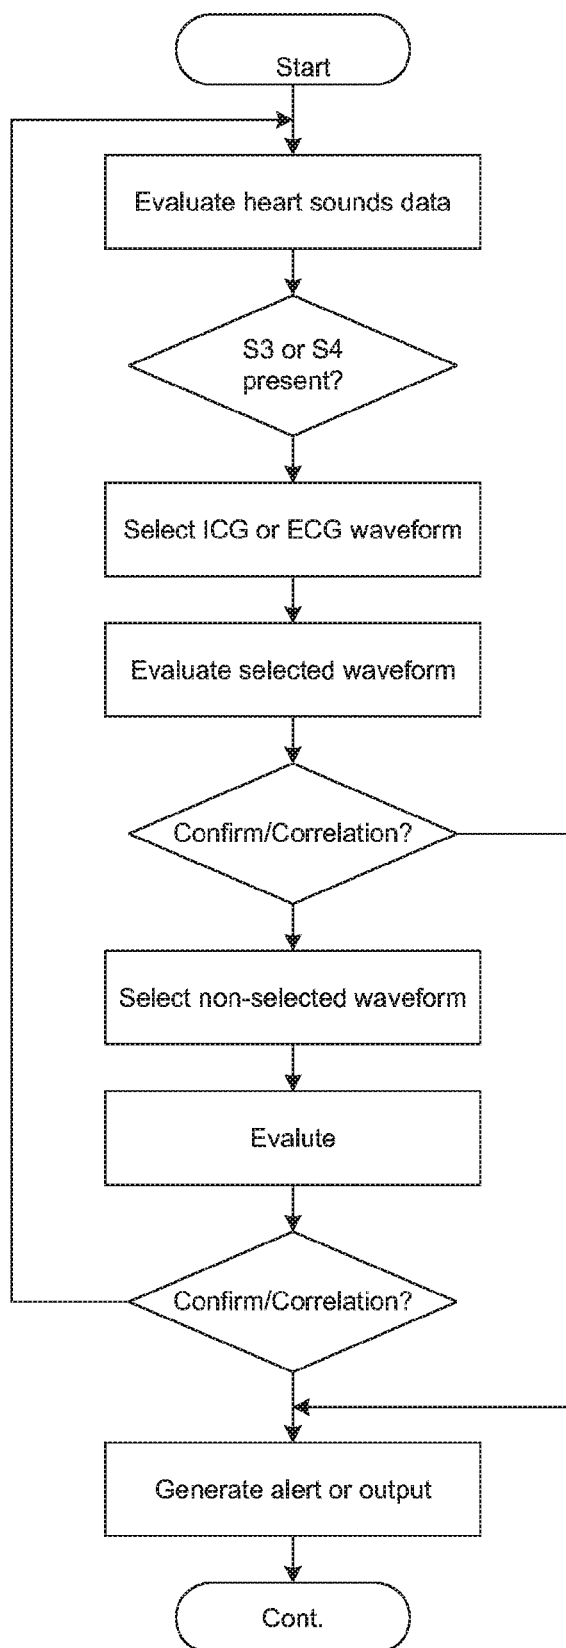 Start
Evaluate heart sounds data
S3 or S4
present?
Select ICG or ECG waveform
Evaluate selected waveform
Confirm/Correlation?
Select non-selected waveform
Evalute
Confirm/Correlation?
Generate alert or output
Cont.